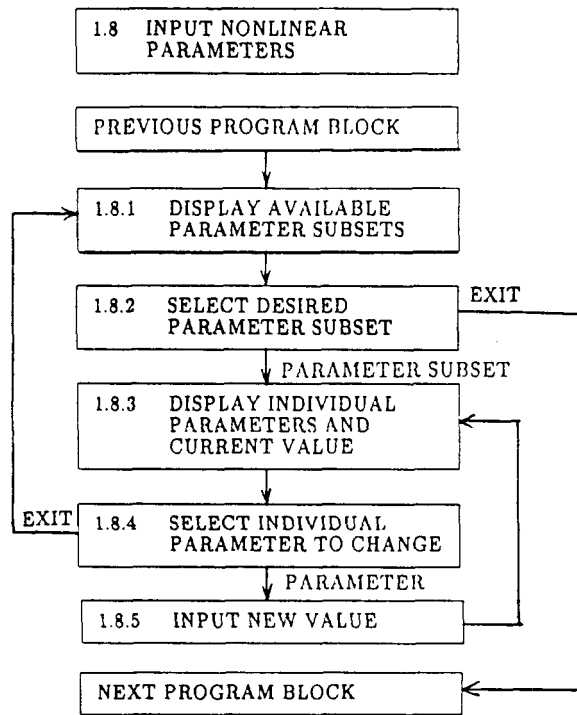 1.8 INPUT NONLINEAR
PARAMETERS
PREVIOUS PROGRAM BLOCK
1.8.1 DISPLAY AVAILABLE
PARAMETER SUBSETS
1.8.2 SELECT DESIRED
PARAMETER SUBSET
EXIT
PARAMETER SUBSET
1.8.3 DISPLAY INDIVIDUAL
PARAMETERS AND
CURRENT VALUE
EXIT
1.8.4 SELECT INDIVIDUAL
PARAMETER TO CHANGE
PARAMETER
1.8.5 INPUT NEW VALUE
NEXT PROGRAM BLOCK